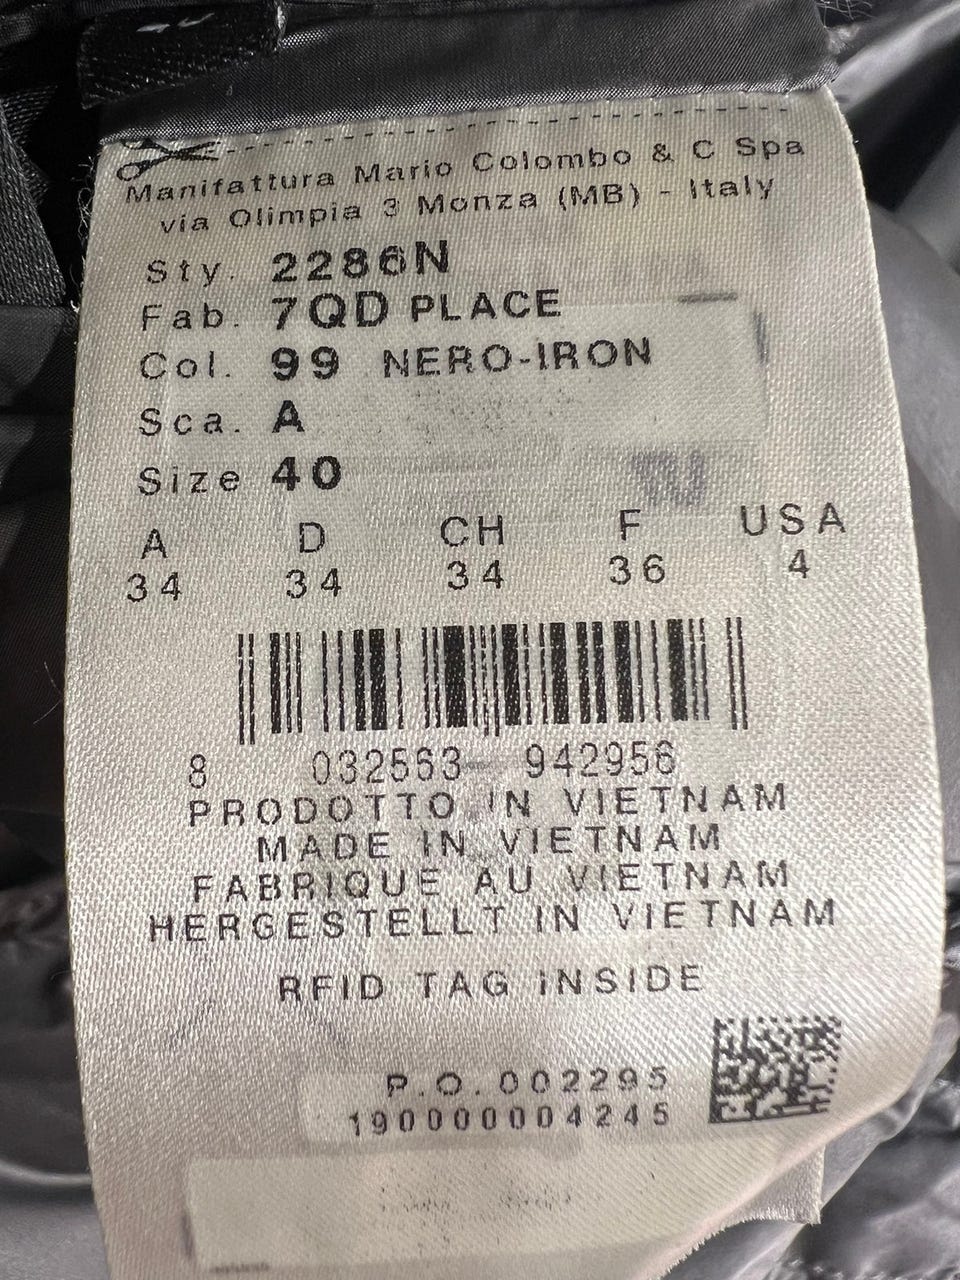 Manifattura Mario Colombo & C Spa
via Olimpia 3 Monza (MB) - Italy
Sty. 2286N
Fab. 7QD PLACE
Col. 99 NERO-IRON
Sca. A
Size 40
A D CH F USA
34 34 34 36 4
8 032563 942956
PRODOTTO IN VIETNAM
MADE IN VIETNAM
FABRIQUE AU VIETNAM
HERGESTELLT IN VIETNAM
RFID TAG INSIDE
P.O. 002295
190000004245